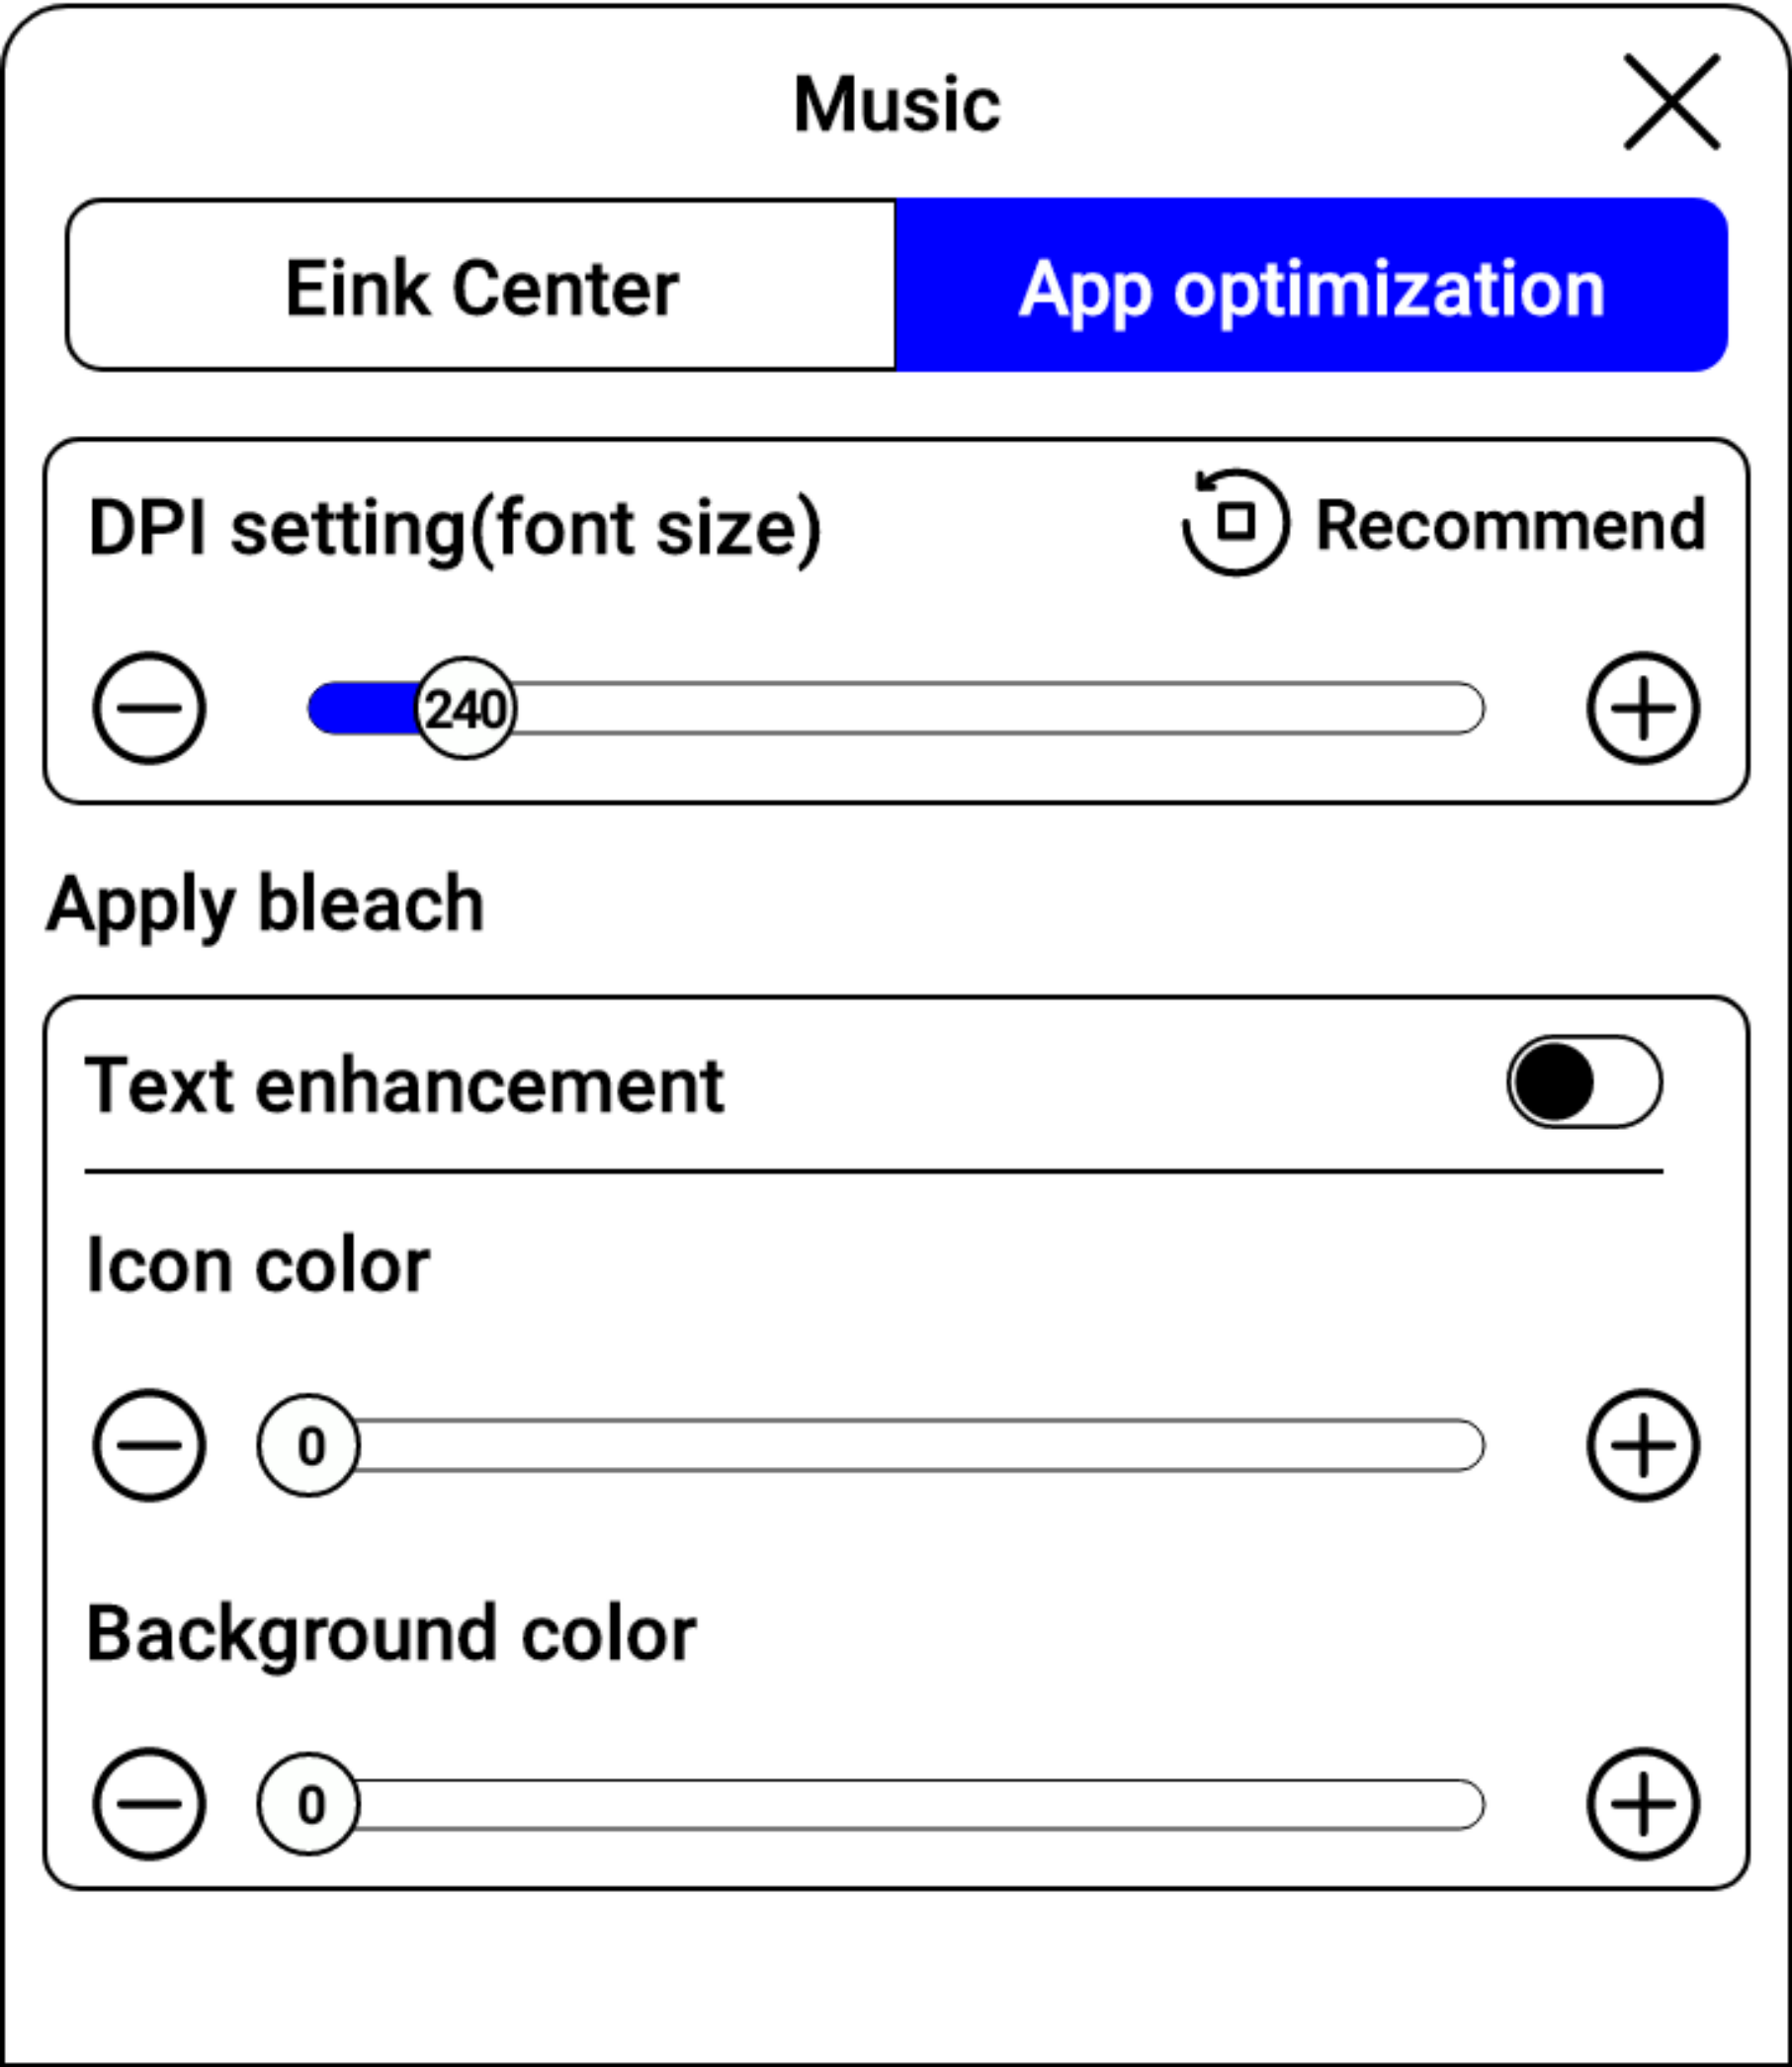 Music
Eink Center
App optimization
DPI setting(font size)
Recommend
240
Apply bleach
Text enhancement
Icon color
0
Background color
0